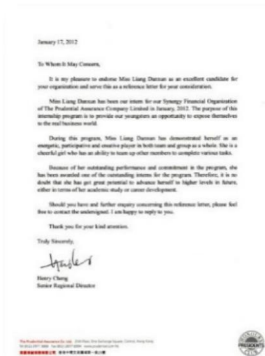 January 17, 2012
To Whom It May Concern,
It is my pleasure to endorse Miss Liang Danxan as an excellent candidate for
your organization and serve this as a reference letter for your consideration.
Miss Liang Danxan has been our intern for our Synergy Financial Organization
of The Prudential Assurance Company Limited in January, 2012. The purpose of this
internship program is to provide our youngsters an opportunity to expose themselves
to the real business world.
During this program, Miss Liang Danxan has demonstrated herself as an
energetic, participative and creative player in both team and group as a whole. She is a
cheerful girl who has an ability to team up other members to complete various tasks.
Because of her outstanding performance and commitment in the program, she
has been awarded one of the outstanding interns for the program. Therefore, it is no
doubt that she has got great potential to advance herself to higher levels in future,
either in terms of academic study or career development.
Should you have and further enquiry concerning this reference letter, please feel
free to contact the undersigned. I am happy to reply to you.
Thank you for your kind attention.
Truly Sincerely,
Henry Cheng
Senior Regional Director
The Prudential Assurance Co. Ltd.
PRESIDENT'S